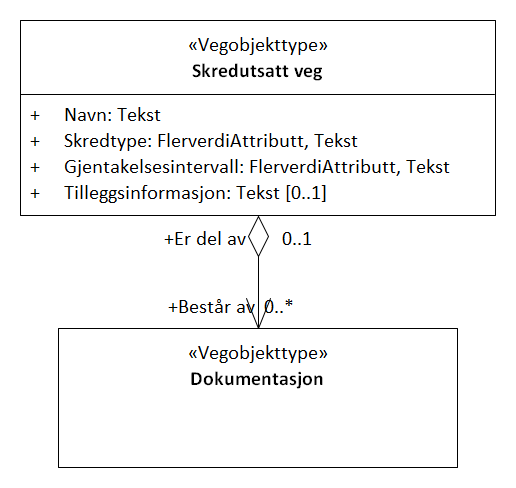 «Vegobjekttype»
Skredutsatt veg
+ Navn: Tekst
+ Skredtype: FlerverdiAttributt, Tekst
+ Gjentakelsesintervall: FlerverdiAttributt, Tekst
+ Tilleggsinformasjon: Tekst [0..1]
+Er del av 0..1
+Består av 0..*
«Vegobjekttype»
Dokumentasjon